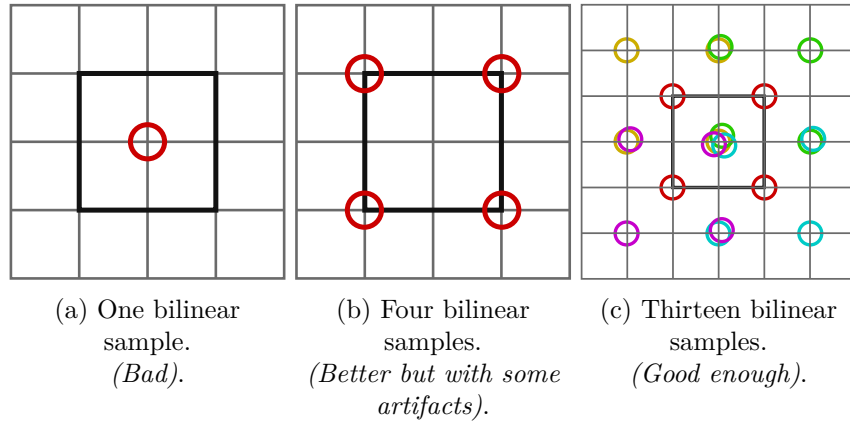 (a) One bilinear
sample.
(Bad).
(b) Four bilinear
samples.
(Better but with some
artifacts).
(c) Thirteen bilinear
samples.
(Good enough).